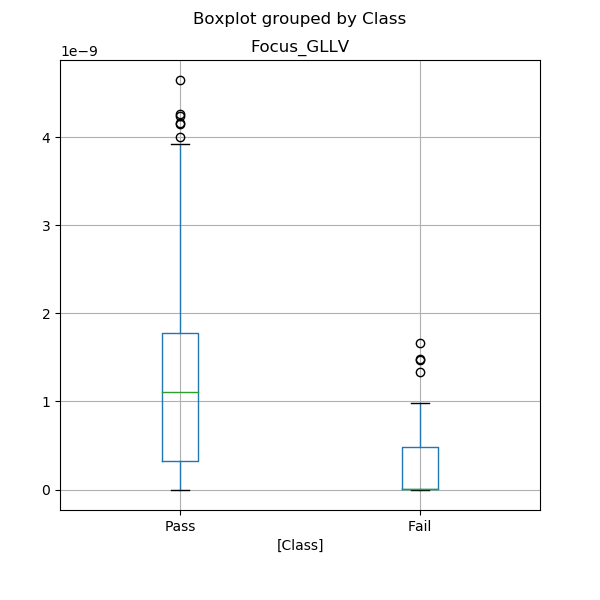 Boxplot grouped by Class
Focus_GLLV
1e−9
4
3
2
1
0
Pass Fail
[Class]